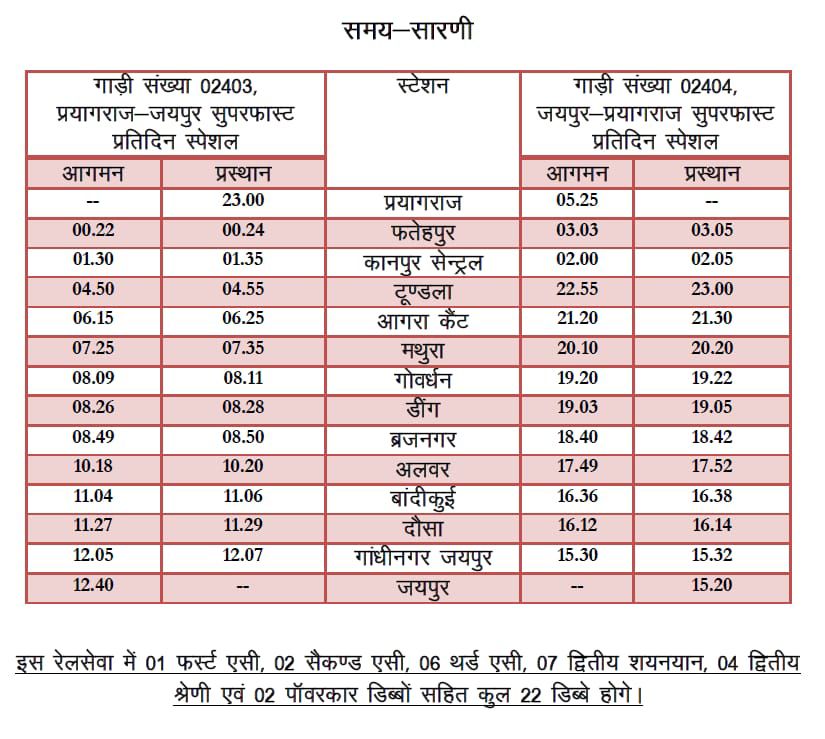 समय–सारणी
गाड़ी संख्या 02403, स्टेशन गाड़ी संख्या 02404,
प्रयागराज–जयपुर सुपरफास्ट जयपुर–प्रयागराज सुपरफास्ट
प्रतिदिन स्पेशल प्रतिदिन स्पेशल
आगमन प्रस्थान आगमन प्रस्थान
-- 23.00 प्रयागराज 05.25 --
00.22 00.24 फतेहपुर 03.03 03.05
01.30 01.35 कानपुर सेन्ट्रल 02.00 02.05
04.50 04.55 टूण्डला 22.55 23.00
06.15 06.25 आगरा कैंट 21.20 21.30
07.25 07.35 मथुरा 20.10 20.20
08.09 08.11 गोवर्धन 19.20 19.22
08.26 08.28 डींग 19.03 19.05
08.49 08.50 ब्रजनगर 18.40 18.42
10.18 10.20 अलवर 17.49 17.52
11.04 11.06 बांदीकुई 16.36 16.38
11.27 11.29 दौसा 16.12 16.14
12.05 12.07 गांधीनगर जयपुर 15.30 15.32
12.40 -- जयपुर -- 15.20
इस रेलसेवा में 01 फर्स्ट एसी, 02 सैकण्ड एसी, 06 थर्ड एसी, 07 द्वितीय शयनयान, 04 द्वितीय
श्रेणी एवं 02 पॉवरकार डिब्बों सहित कुल 22 डिब्बे होगे।